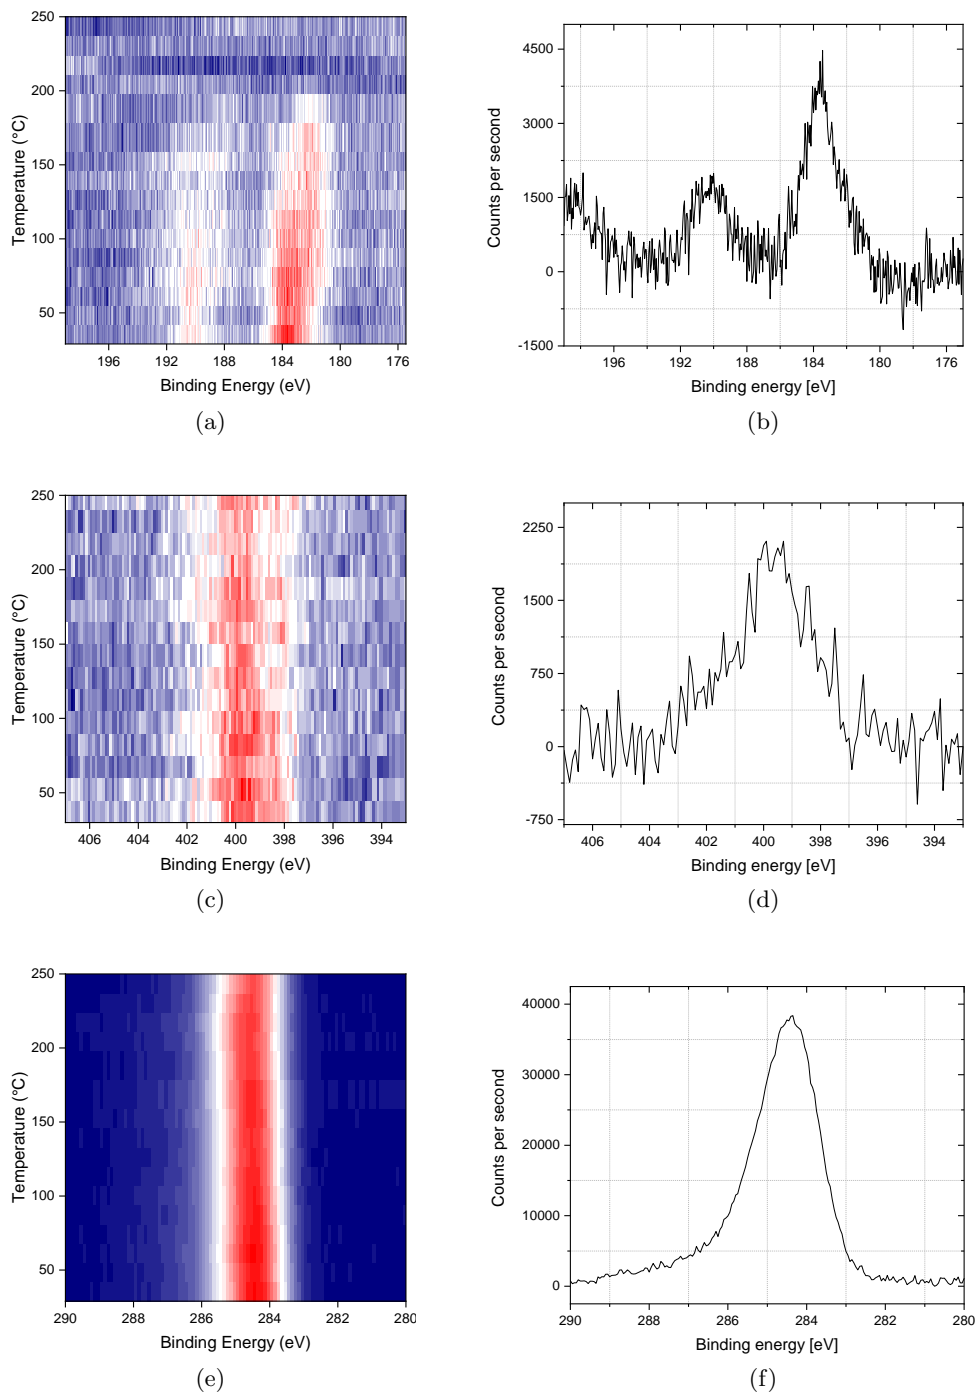 250
200
150
100
50
Temperature (°C)
196 192 188 184 180 176
Binding Energy (eV)
(a)
4500
3000
1500
0
-1500
Counts per second
196 192 188 184 180 176
Binding energy [eV]
(b)
250
200
150
100
50
Temperature (°C)
406 404 402 400 398 396 394
Binding Energy (eV)
(c)
2250
1500
750
0
-750
Counts per second
406 404 402 400 398 396 394
Binding energy [eV]
(d)
250
200
150
100
50
Temperature (°C)
290 288 286 284 282 280
Binding Energy (eV)
(e)
40000
30000
20000
10000
0
Counts per second
290 288 286 284 282 280
Binding energy [eV]
(f)